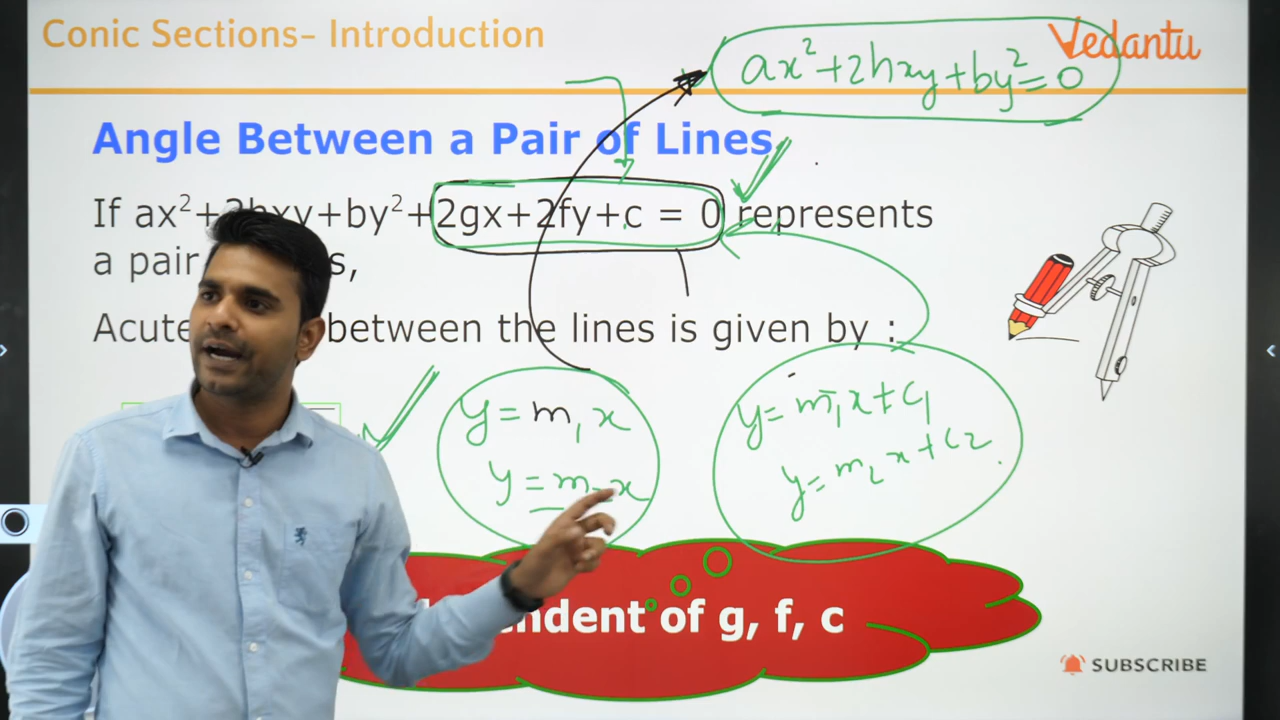 Conic Sections- Introduction
Vedantu
ax²+2hxy+by²=0
Angle Between a Pair of Lines
If ax²+2hxy+by²+2gx+2fy+c = 0 represents
a pair s,
Acute between the lines is given by :
y = m₁x
y = m₂x
y = m₁x + c₁
y = m₂x + c₂
ndent of g, f, c
SUBSCRIBE